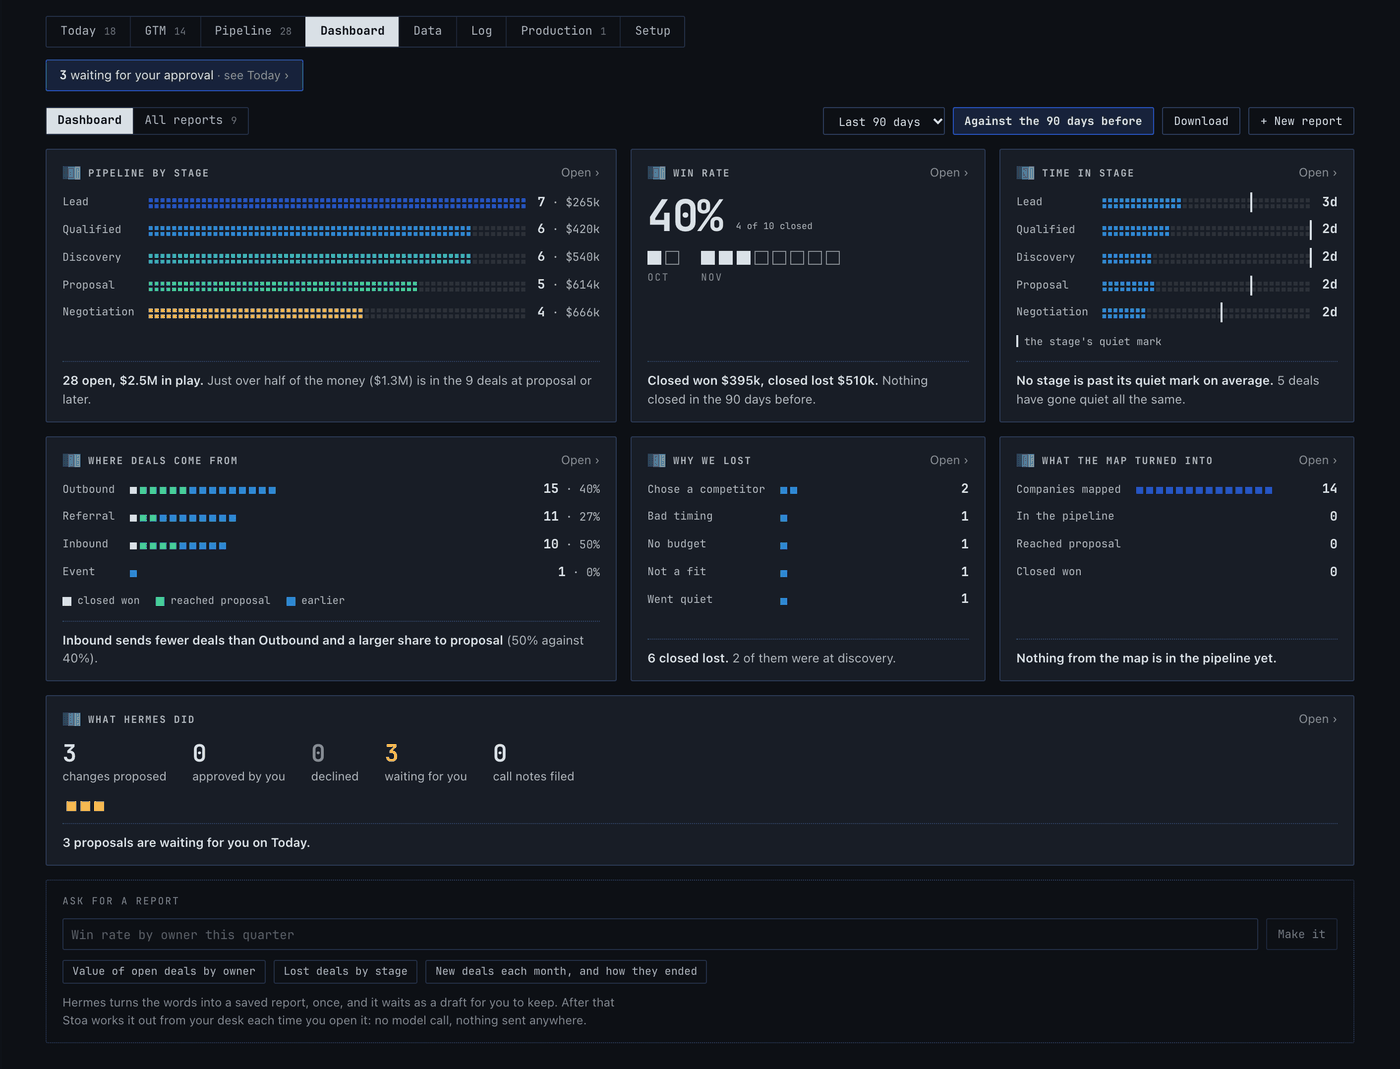 Today 18 GTM 14 Pipeline 28 Dashboard Data Log Production 1 Setup
3 waiting for your approval · see Today ›
Dashboard All reports 9 Last 90 days Against the 90 days before Download + New report
PIPELINE BY STAGE Open ›
Lead 7 · $265k
Qualified 6 · $420k
Discovery 6 · $540k
Proposal 5 · $614k
Negotiation 4 · $666k
28 open, $2.5M in play. Just over half of the money ($1.3M) is in the 9 deals at proposal or
later.
WIN RATE Open ›
40% 4 of 10 closed
OCT NOV
Closed won $395k, closed lost $510k. Nothing
closed in the 90 days before.
TIME IN STAGE Open ›
Lead 3d
Qualified 2d
Discovery 2d
Proposal 2d
Negotiation 2d
the stage's quiet mark
No stage is past its quiet mark on average. 5 deals
have gone quiet all the same.
WHERE DEALS COME FROM Open ›
Outbound 15 · 40%
Referral 11 · 27%
Inbound 10 · 50%
Event 1 · 0%
closed won reached proposal earlier
Inbound sends fewer deals than Outbound and a larger share to proposal (50% against
40%).
WHY WE LOST Open ›
Chose a competitor 2
Bad timing 1
No budget 1
Not a fit 1
Went quiet 1
6 closed lost. 2 of them were at discovery.
WHAT THE MAP TURNED INTO Open ›
Companies mapped 14
In the pipeline 0
Reached proposal 0
Closed won 0
Nothing from the map is in the pipeline yet.
WHAT HERMES DID Open ›
3 0 0 3 0
changes proposed approved by you declined waiting for you call notes filed
3 proposals are waiting for you on Today.
ASK FOR A REPORT
Win rate by owner this quarter Make it
Value of open deals by owner Lost deals by stage New deals each month, and how they ended
Hermes turns the words into a saved report, once, and it waits as a draft for you to keep. After that
Stoa works it out from your desk each time you open it: no model call, nothing sent anywhere.